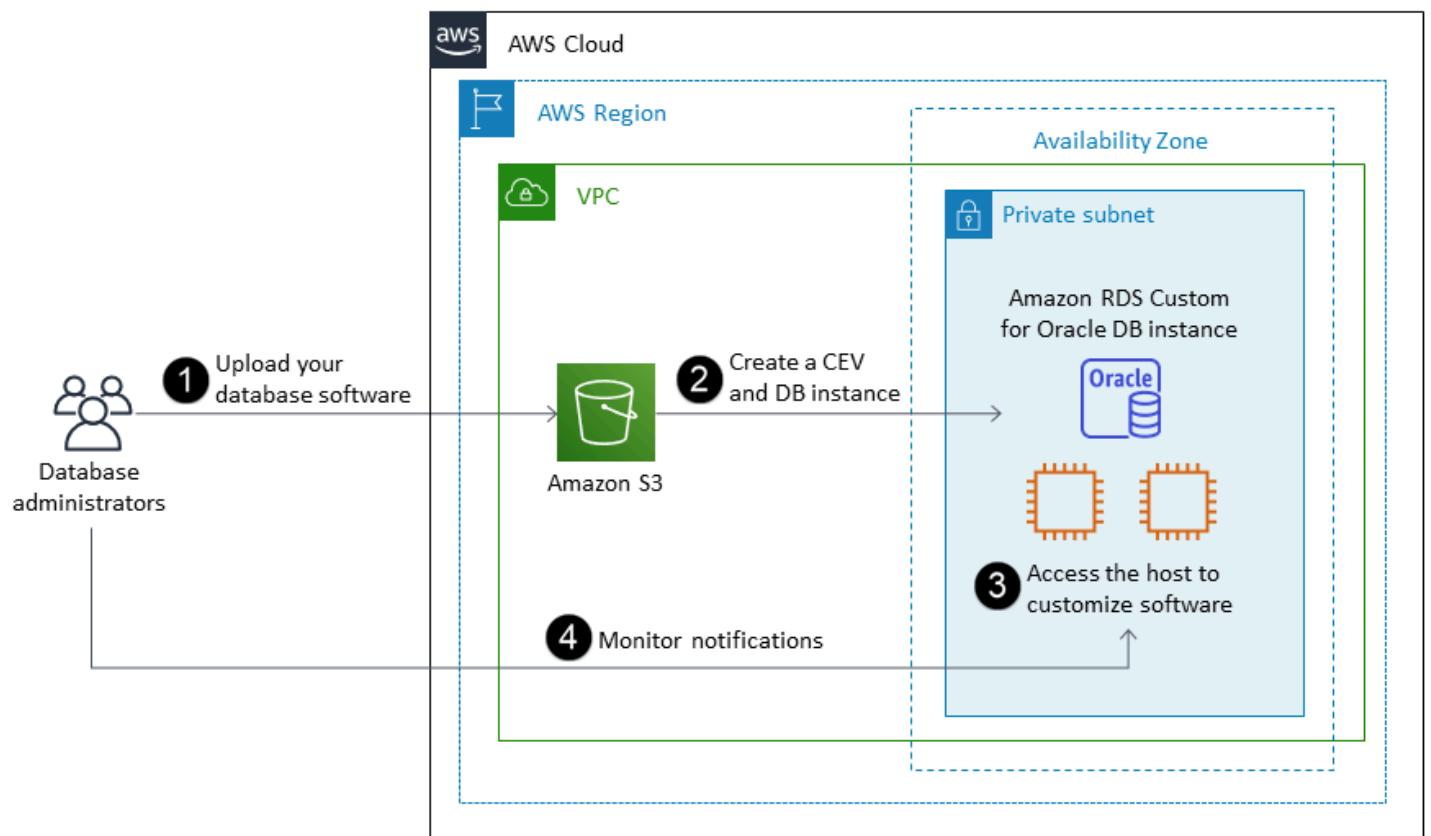 aws
AWS Cloud
AWS Region
Availability Zone
VPC
Private subnet
Amazon RDS Custom
for Oracle DB instance
Oracle
1
Upload your
database software
2
Create a CEV
and DB instance
Database
administrators
Amazon S3
3
Access the host to
customize software
4
Monitor notifications